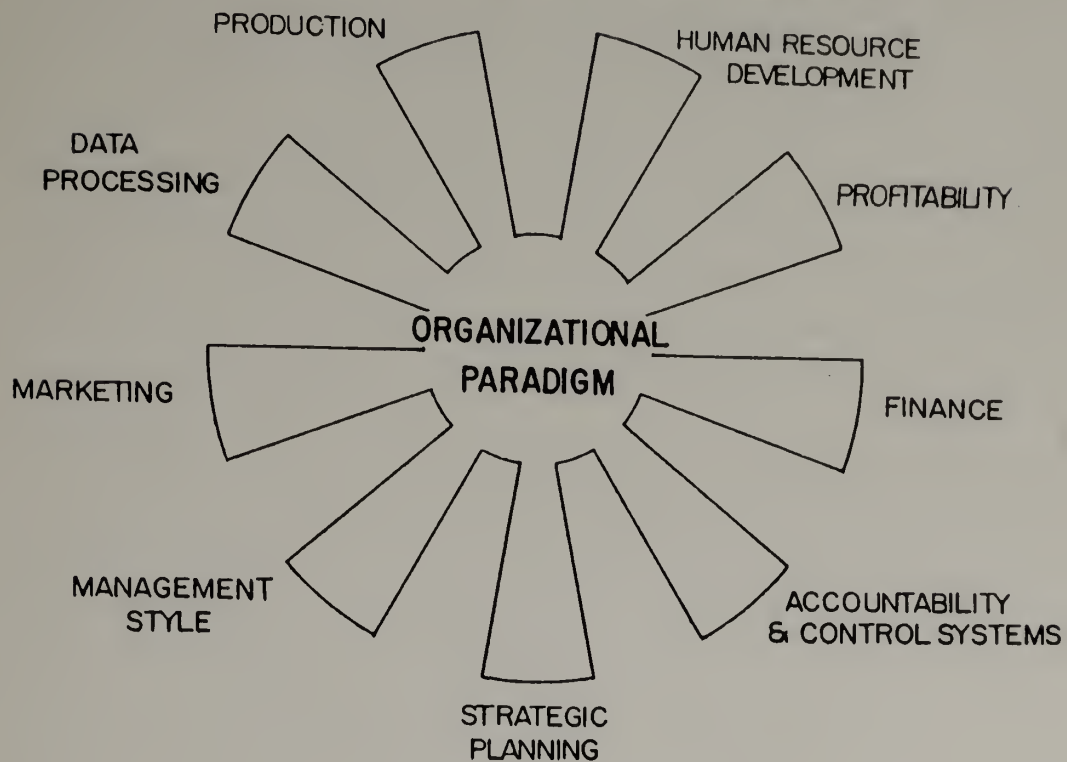 PRODUCTION
HUMAN RESOURCE
DEVELOPMENT
DATA
PROCESSING
PROFITABILITY
ORGANIZATIONAL
PARADIGM
MARKETING
FINANCE
MANAGEMENT
STYLE
ACCOUNTABILITY
& CONTROL SYSTEMS
STRATEGIC
PLANNING